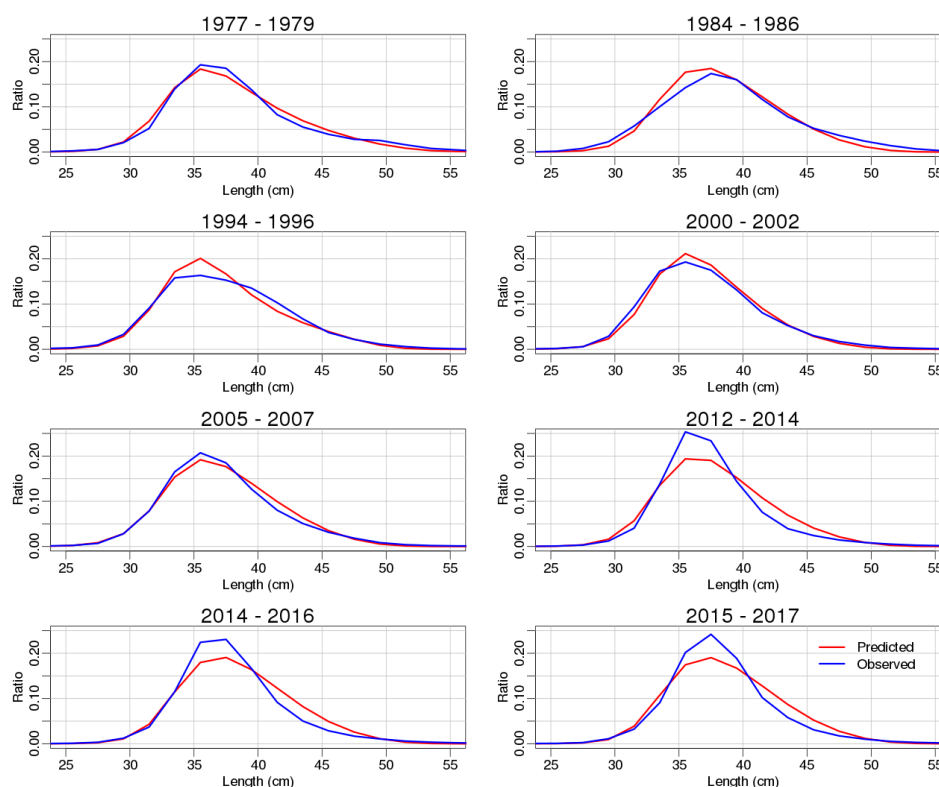 1977 - 1979
Ratio
0.00 0.10 0.20
25 30 35 40 45 50 55
Length (cm)
1984 - 1986
Ratio
0.00 0.10 0.20
25 30 35 40 45 50 55
Length (cm)
1994 - 1996
Ratio
0.00 0.10 0.20
25 30 35 40 45 50 55
Length (cm)
2000 - 2002
Ratio
0.00 0.10 0.20
25 30 35 40 45 50 55
Length (cm)
2005 - 2007
Ratio
0.00 0.10 0.20
25 30 35 40 45 50 55
Length (cm)
2012 - 2014
Ratio
0.00 0.10 0.20
25 30 35 40 45 50 55
Length (cm)
2014 - 2016
Ratio
0.00 0.10 0.20
25 30 35 40 45 50 55
Length (cm)
2015 - 2017
Predicted
Observed
Ratio
0.00 0.10 0.20
25 30 35 40 45 50 55
Length (cm)